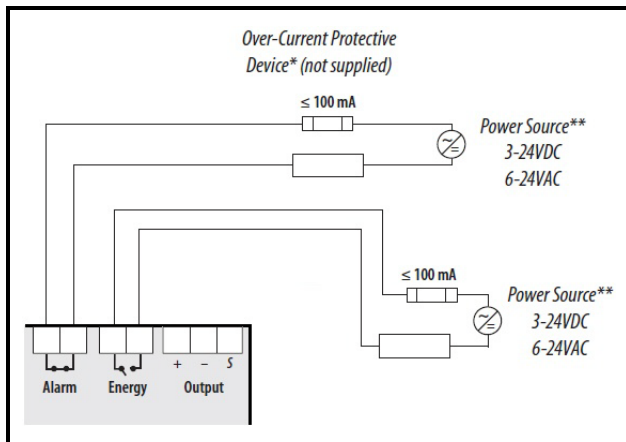 Over-Current Protective
Device* (not supplied)
≤ 100 mA
Power Source**
3-24VDC
6-24VAC
≤ 100 mA
Power Source**
3-24VDC
6-24VAC
+ – S
Alarm Energy Output